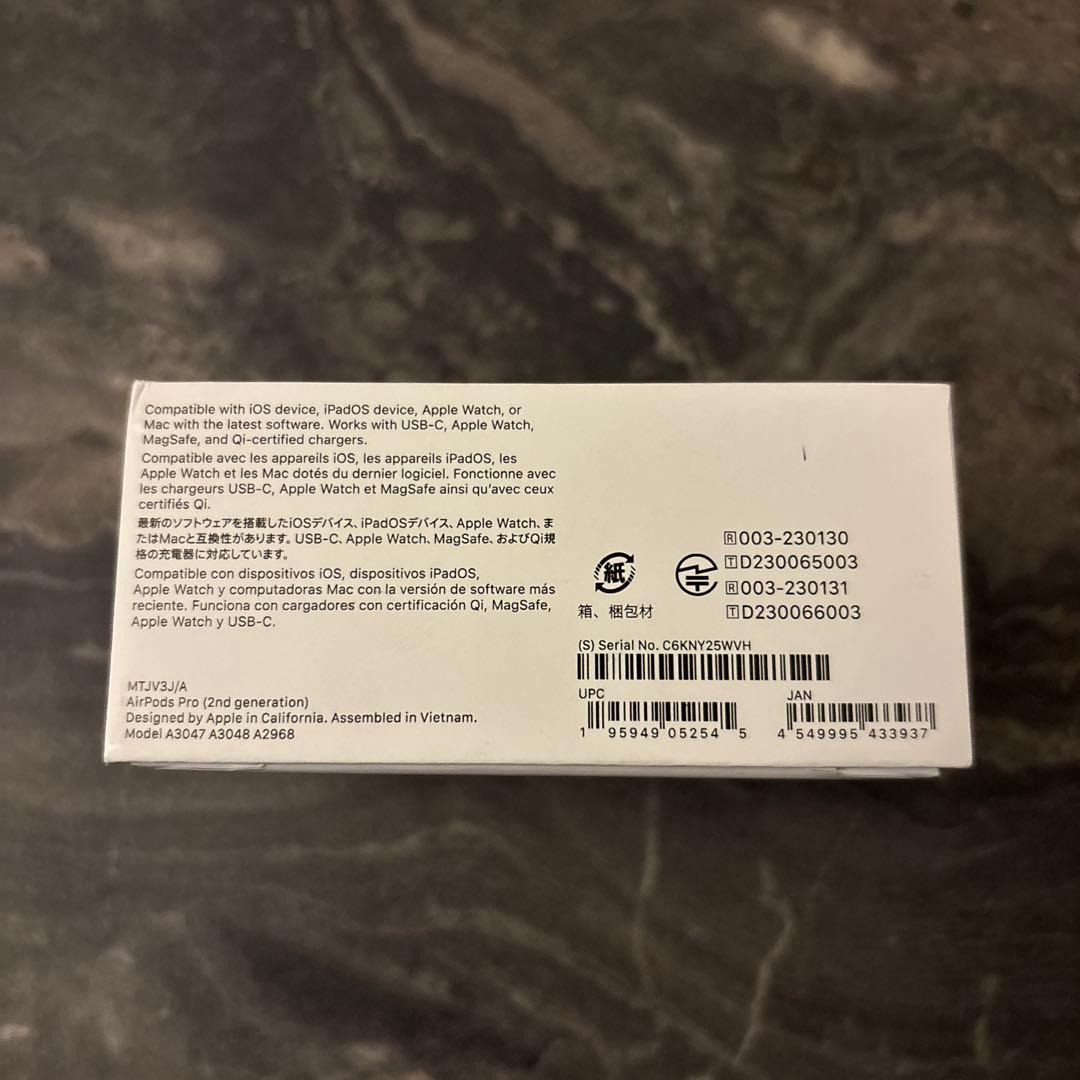 Compatible with iOS device, iPadOS device, Apple Watch, or
Mac with the latest software. Works with USB-C, Apple Watch,
MagSafe, and Qi-certified chargers.
Compatible avec les appareils iOS, les appareils iPadOS, les
Apple Watch et les Mac dotés du dernier logiciel. Fonctionne avec
les chargeurs USB-C, Apple Watch et MagSafe ainsi qu'avec ceux
certifiés Qi.
最新のソフトウェアを搭載したiOSデバイス、iPadOSデバイス、Apple Watch、ま
たはMacと互換性があります。USB-C、Apple Watch、MagSafe、およびQi規
格の充電器に対応しています。
Compatible con dispositivos iOS, dispositivos iPadOS,
Apple Watch y computadoras Mac con la versión de software más
reciente. Funciona con cargadores con certificación Qi, MagSafe,
Apple Watch y USB-C.
MTJV3J/A
AirPods Pro (2nd generation)
Designed by Apple in California. Assembled in Vietnam.
Model A3047 A3048 A2968
紙
箱、梱包材
R 003-230130
T D230065003
R 003-230131
T D230066003
(S) Serial No. C6KNY25WVH
UPC
1 95949 05254 5
JAN
4 549995 433937